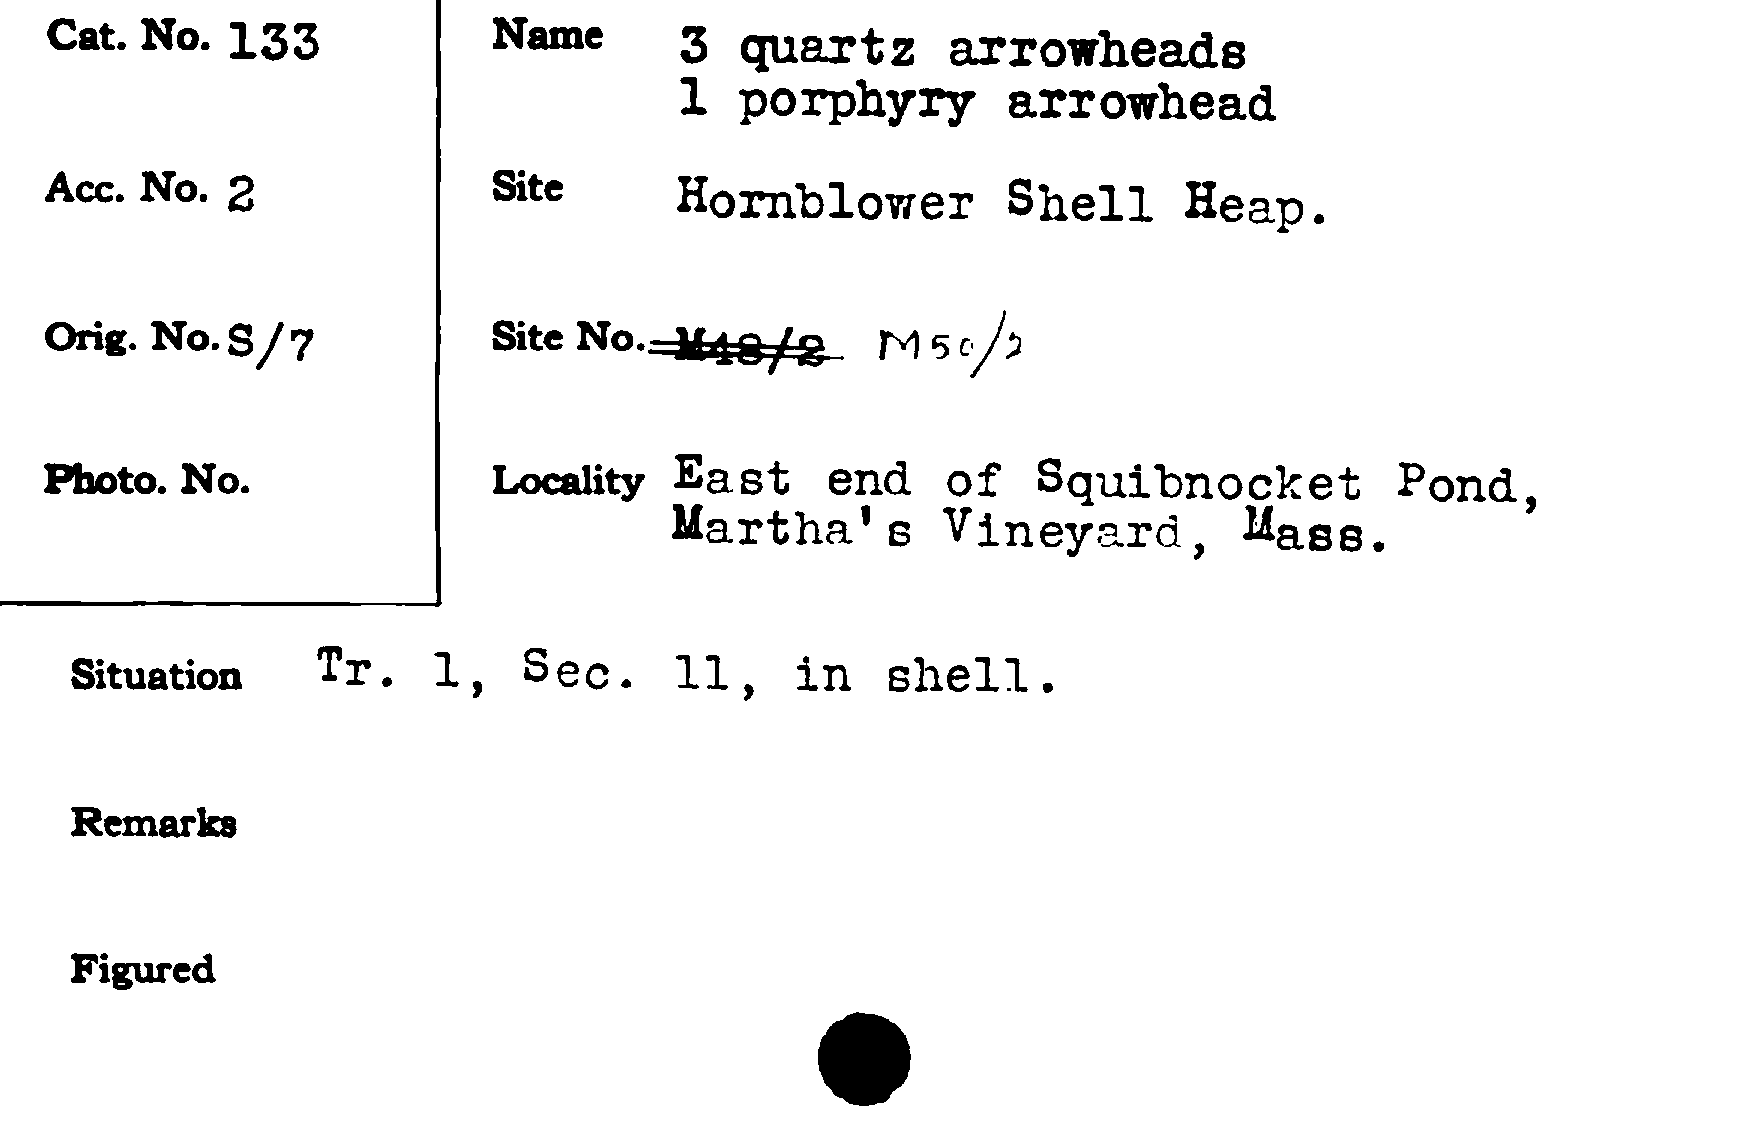 Cat. No. 133
Name 3 quartz arrowheads
1 porphyry arrowhead
Acc. No. 2
Site Hornblower Shell Heap.
Orig. No. S/7
Site No. M48/2 M50/2
Photo. No.
Locality East end of Squibnocket Pond,
Martha's Vineyard, Mass.
Situation Tr. 1, Sec. 11, in shell.
Remarks
Figured